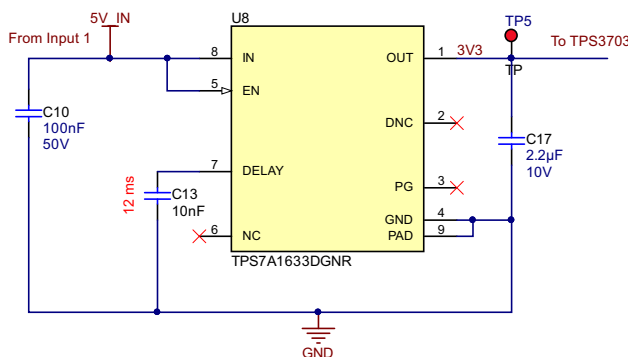 5V_IN
From Input 1
U8
TP5
To TPS3703
8
IN
OUT
1
3V3
TP
5
EN
C10
100nF
50V
DNC
2
C17
2.2µF
10V
7
DELAY
12 ms
C13
10nF
PG
3
GND
4
6
NC
PAD
9
TPS7A1633DGNR
GND